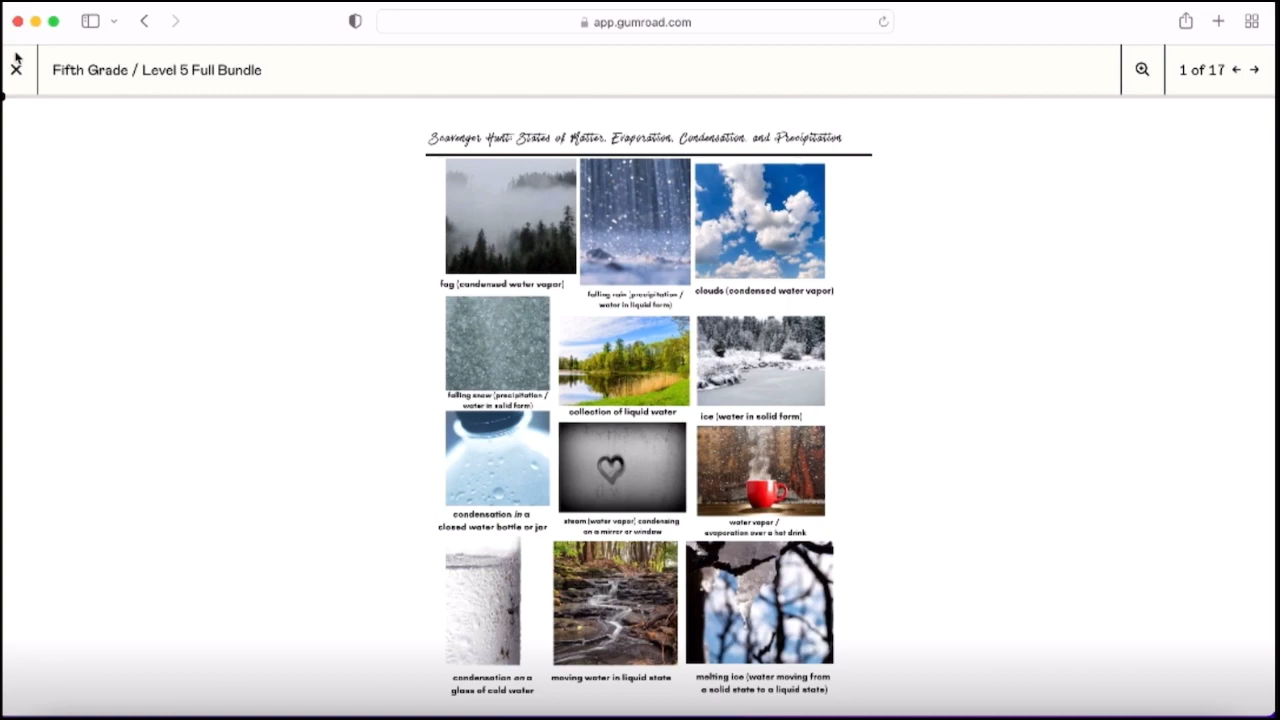 app.gumroad.com
Fifth Grade / Level 5 Full Bundle
1 of 17
Scavenger Hunt: States of Matter, Evaporation, Condensation, and Precipitation
fog (condensed water vapor)
falling rain (precipitation /
water in liquid form)
clouds (condensed water vapor)
falling snow (precipitation /
water in solid form)
collection of liquid water
ice (water in solid form)
condensation in a
closed water bottle or jar
steam (water vapor) condensing
on a mirror or window
water vapor /
evaporation over a hot drink
condensation on a
glass of cold water
moving water in liquid state
melting ice (water moving from
a solid state to a liquid state)